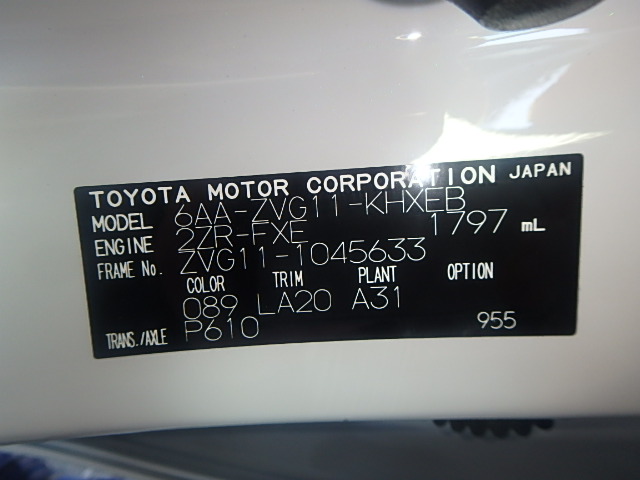 TOYOTA MOTOR CORPORATION JAPAN
MODEL 6AA-ZVG11-KHXEB
ENGINE 2ZR-FXE 1797 mL
FRAME No. ZVG11-1045633
COLOR TRIM PLANT OPTION
089 LA20 A31
TRANS./AXLE P610 955